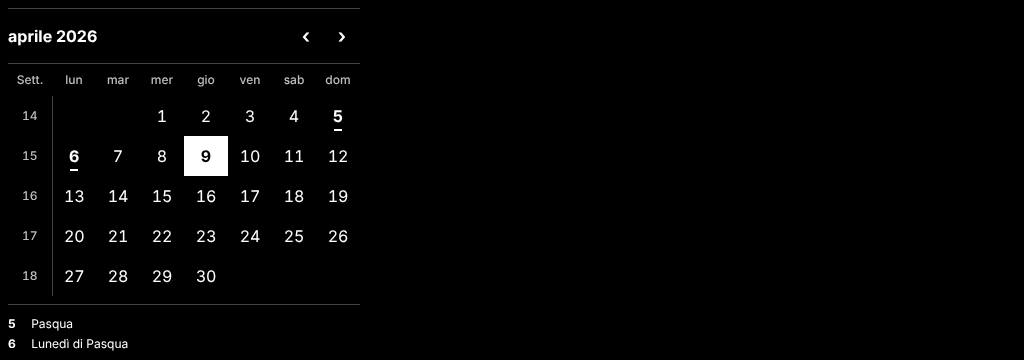 aprile 2026 ‹ ›
Sett. lun mar mer gio ven sab dom
14 1 2 3 4 5
15 6 7 8 9 10 11 12
16 13 14 15 16 17 18 19
17 20 21 22 23 24 25 26
18 27 28 29 30
5 Pasqua
6 Lunedì di Pasqua